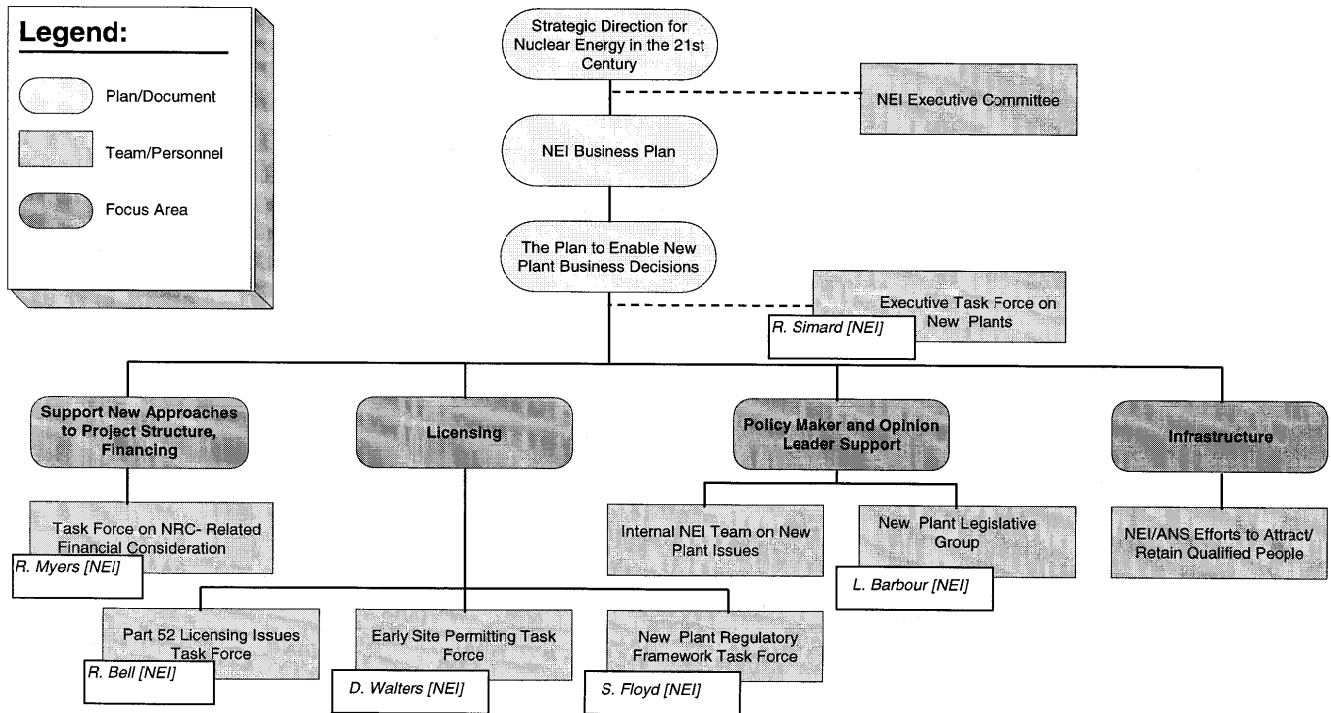 Legend:
Plan/Document
Team/Personnel
Focus Area
Strategic Direction for
Nuclear Energy in the 21st
Century
NEI Executive Committee
NEI Business Plan
The Plan to Enable New
Plant Business Decisions
Executive Task Force on
New Plants
R. Simard [NEI]
Support New Approaches
to Project Structure,
Financing
Licensing
Policy Maker and Opinion
Leader Support
Infrastructure
Task Force on NRC- Related
Financial Consideration
R. Myers [NEI]
Internal NEI Team on New
Plant Issues
New Plant Legislative
Group
L. Barbour [NEI]
NEI/ANS Efforts to Attract/
Retain Qualified People
Part 52 Licensing Issues
Task Force
R. Bell [NEI]
Early Site Permitting Task
Force
D. Walters [NEI]
New Plant Regulatory
Framework Task Force
S. Floyd [NEI]